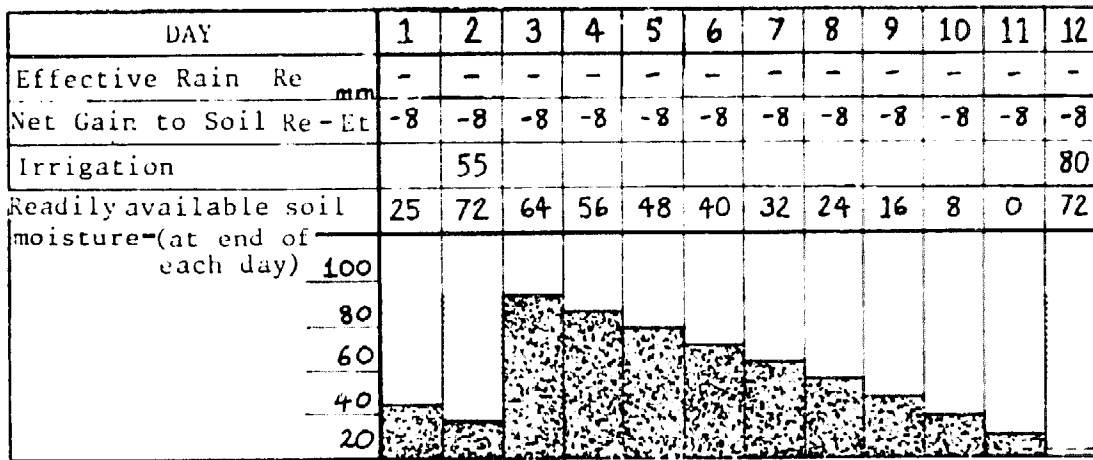 DAY 1 2 3 4 5 6 7 8 9 10 11 12
Effective Rain Re mm - - - - - - - - - - - -
Net Gain to Soil Re-Et -8 -8 -8 -8 -8 -8 -8 -8 -8 -8 -8 -8
Irrigation 55 80
Readily available soil 25 72 64 56 48 40 32 24 16 8 0 72
moisture-(at end of
each day) 100
80
60
40
20